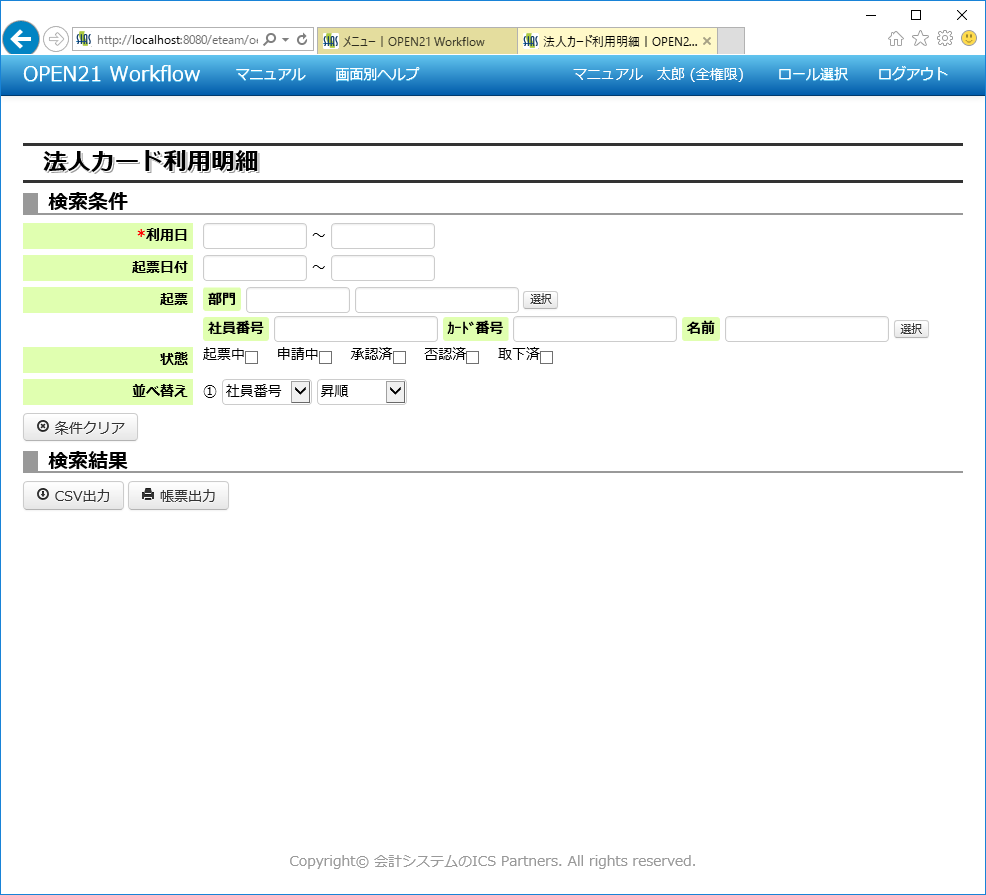 http://localhost:8080/eteam/
メニュー | OPEN21 Workflow
法人カード利用明細 | OPEN2...
OPEN21 Workflow マニュアル 画面別ヘルプ マニュアル 太郎 (全権限) ロール選択 ログアウト
法人カード利用明細
検索条件
*利用日 ～
起票日付 ～
起票 部門 選択
社員番号 ｶｰﾄﾞ番号 名前 選択
状態 起票中 申請中 承認済 否認済 取下済
並べ替え ① 社員番号 昇順
条件クリア
検索結果
CSV出力 帳票出力
Copyright© 会計システムのICS Partners. All rights reserved.